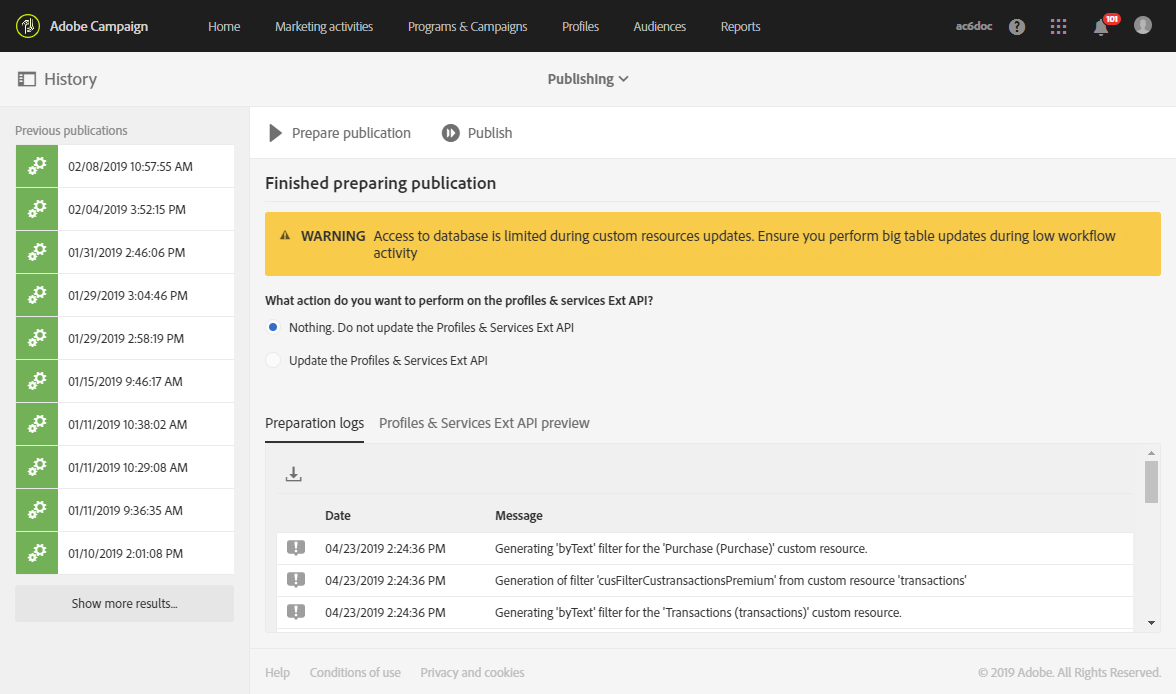 Adobe Campaign Home Marketing activities Programs & Campaigns Profiles Audiences Reports ac6doc ? 101
History Publishing
Previous publications
02/08/2019 10:57:55 AM
02/04/2019 3:52:15 PM
01/31/2019 2:46:06 PM
01/29/2019 3:04:46 PM
01/29/2019 2:58:19 PM
01/15/2019 9:46:17 AM
01/11/2019 10:38:02 AM
01/11/2019 10:29:08 AM
01/11/2019 9:36:35 AM
01/10/2019 2:01:08 PM
Show more results...
Prepare publication Publish
Finished preparing publication
WARNING Access to database is limited during custom resources updates. Ensure you perform big table updates during low workflow
activity
What action do you want to perform on the profiles & services Ext API?
Nothing. Do not update the Profiles & Services Ext API
Update the Profiles & Services Ext API
Preparation logs Profiles & Services Ext API preview
Date Message
04/23/2019 2:24:36 PM Generating 'byText' filter for the 'Purchase (Purchase)' custom resource.
04/23/2019 2:24:36 PM Generation of filter 'cusFilterCustransactionsPremium' from custom resource 'transactions'
04/23/2019 2:24:36 PM Generating 'byText' filter for the 'Transactions (transactions)' custom resource.
Help Conditions of use Privacy and cookies © 2019 Adobe. All Rights Reserved.